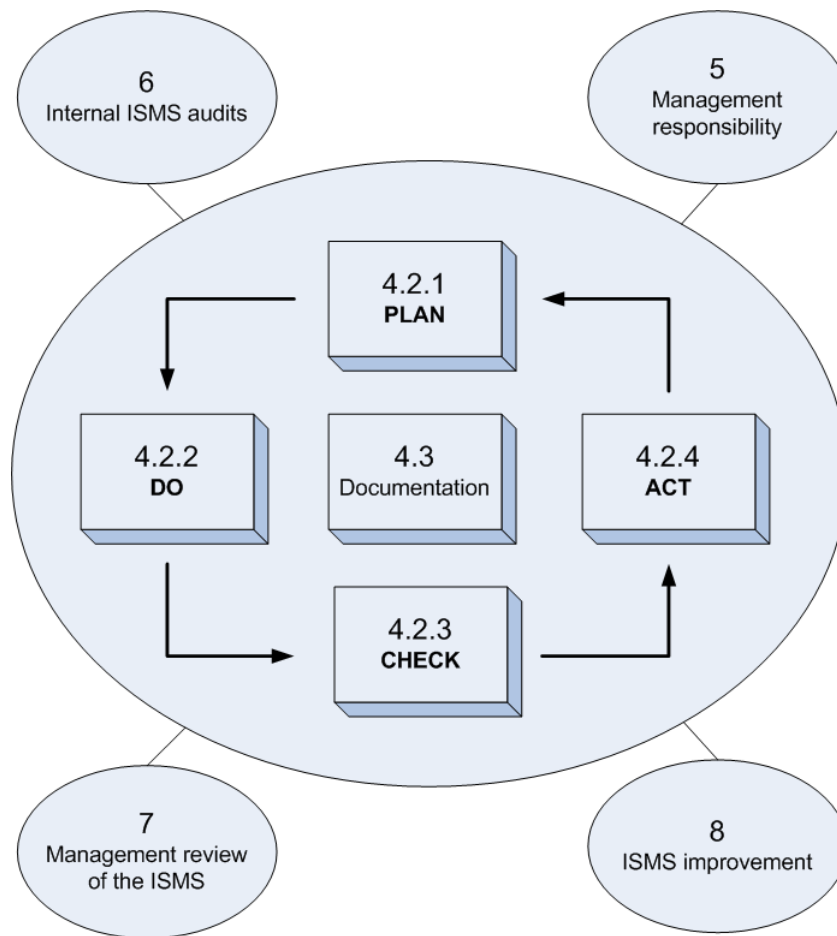 6
Internal ISMS audits
5
Management
responsibility
4.2.1
PLAN
4.2.2
DO
4.3
Documentation
4.2.4
ACT
4.2.3
CHECK
7
Management review
of the ISMS
8
ISMS improvement